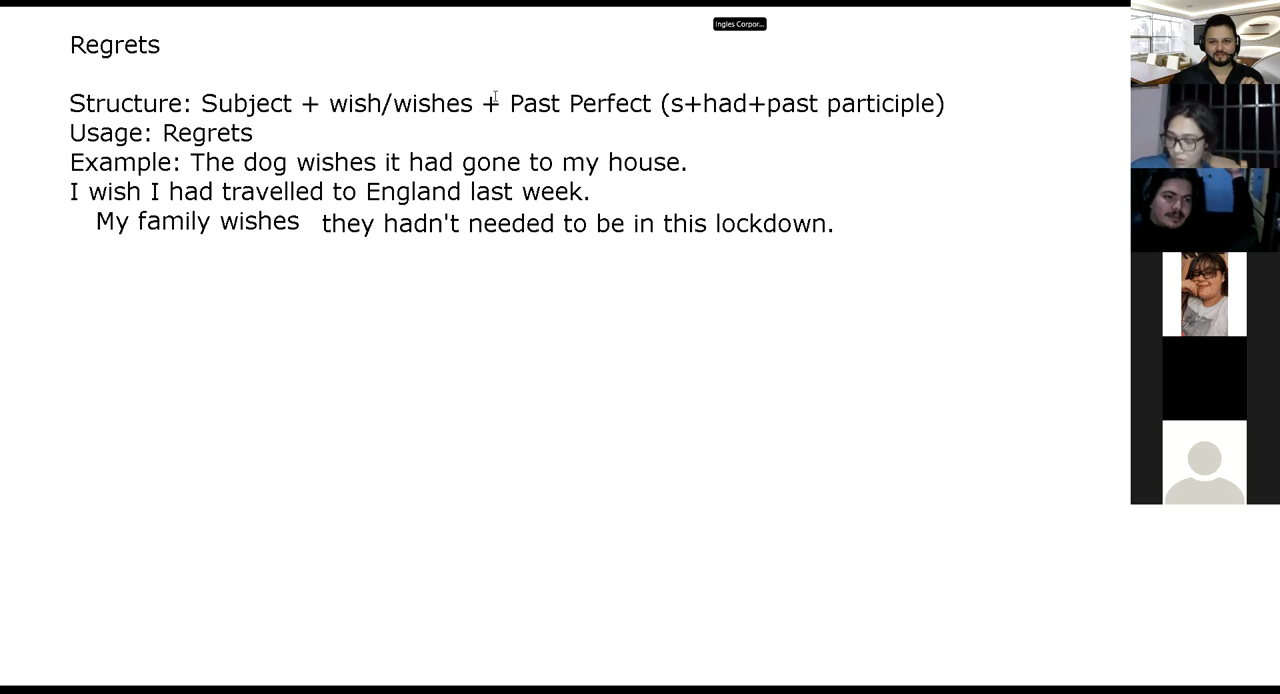 Ingles Corpor...
Regrets
Structure: Subject + wish/wishes + Past Perfect (s+had+past participle)
Usage: Regrets
Example: The dog wishes it had gone to my house.
I wish I had travelled to England last week.
My family wishes they hadn't needed to be in this lockdown.